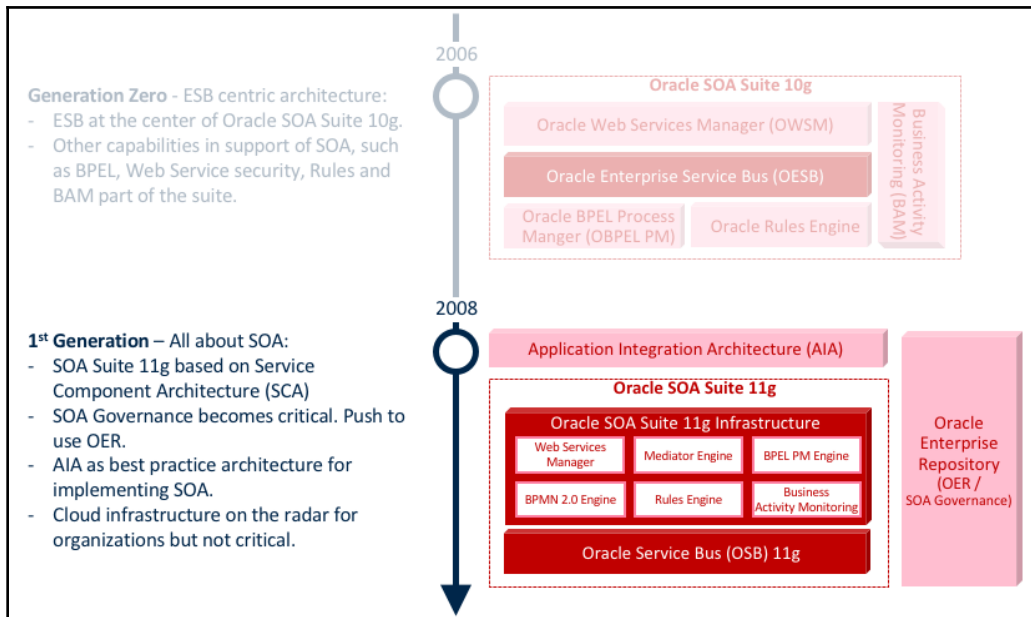 2006
Generation Zero - ESB centric architecture:
- ESB at the center of Oracle SOA Suite 10g.
- Other capabilities in support of SOA, such
as BPEL, Web Service security, Rules and
BAM part of the suite.
Oracle SOA Suite 10g
Oracle Web Services Manager (OWSM)
Oracle Enterprise Service Bus (OESB)
Oracle BPEL Process
Manger (OBPEL PM)
Oracle Rules Engine
Business Activity
Monitoring (BAM)
2008
1st Generation – All about SOA:
- SOA Suite 11g based on Service
Component Architecture (SCA)
- SOA Governance becomes critical. Push to
use OER.
- AIA as best practice architecture for
implementing SOA.
- Cloud infrastructure on the radar for
organizations but not critical.
Application Integration Architecture (AIA)
Oracle SOA Suite 11g
Oracle SOA Suite 11g Infrastructure
Web Services
Manager
Mediator Engine
BPEL PM Engine
BPMN 2.0 Engine
Rules Engine
Business
Activity Monitoring
Oracle Service Bus (OSB) 11g
Oracle
Enterprise
Repository
(OER /
SOA Governance)